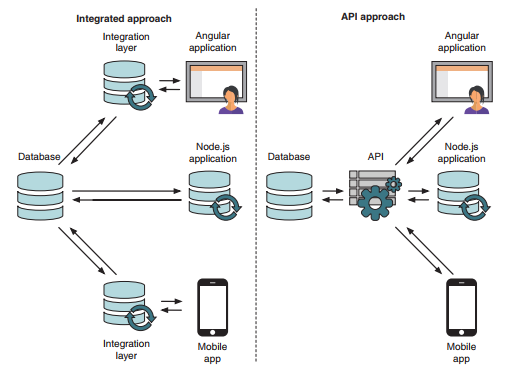 Integrated approach
Integration
layer
Angular
application
Database
Node.js
application
Integration
layer
Mobile
app
API approach
Angular
application
Database
API
Node.js
application
Mobile
app